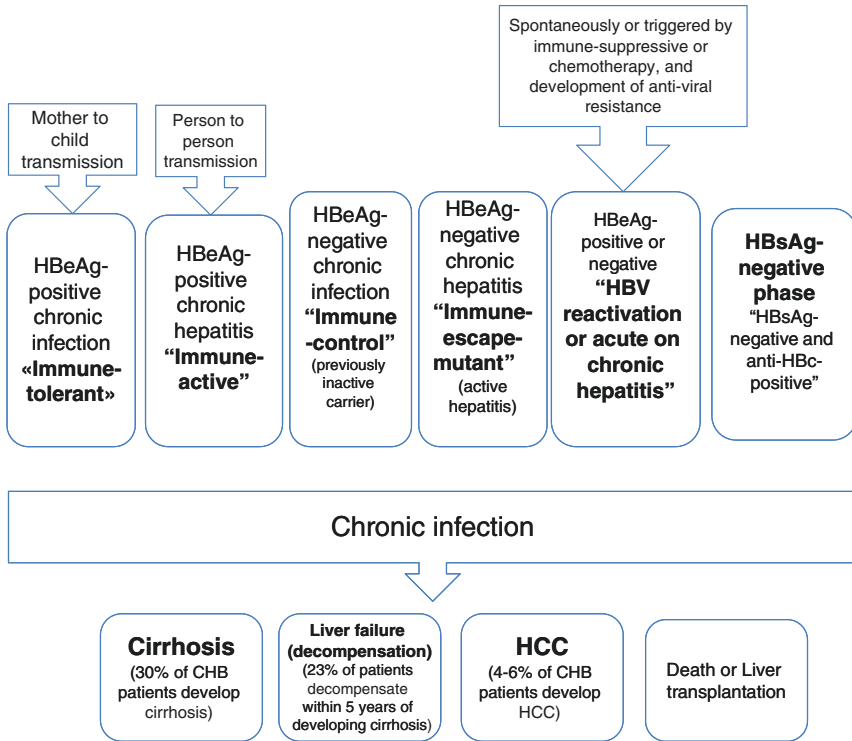 Spontaneously or triggered by
immune-suppressive or
chemotherapy, and
development of anti-viral
resistance
Mother to
child
transmission
Person to
person
transmission
HBeAg-
positive
chronic
infection
«Immune-
tolerant»
HBeAg-
positive
chronic
hepatitis
“Immune-
active”
HBeAg-
negative
chronic
infection
“Immune
-control”
(previously
inactive
carrier)
HBeAg-
negative
chronic
hepatitis
“Immune-
escape-
mutant”
(active
hepatitis)
HBeAg-
positive or
negative
“HBV
reactivation
or acute on
chronic
hepatitis”
HBsAg-
negative
phase
“HBsAg-
negative and
anti-HBc-
positive”
Chronic infection
Cirrhosis
(30% of CHB
patients develop
cirrhosis)
Liver failure
(decompensation)
(23% of patients
decompensate
within 5 years of
developing cirrhosis)
HCC
(4-6% of CHB
patients develop
HCC)
Death or Liver
transplantation